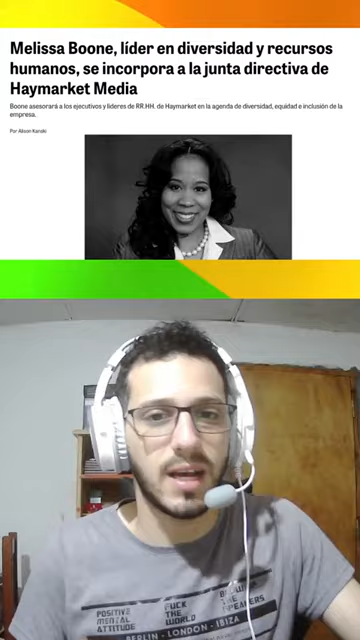 Melissa Boone, líder en diversidad y recursos
humanos, se incorpora a la junta directiva de
Haymarket Media
Boone asesorará a los ejecutivos y líderes de RR.HH. de Haymarket en la agenda de diversidad, equidad e inclusión de la
empresa.
Por Alison Kanski
POSITIVE
MENTAL
ATTITUDE
FUCK
THE
WORLD
SPEAKERS.
BERLIN - LONDON - IBIZA